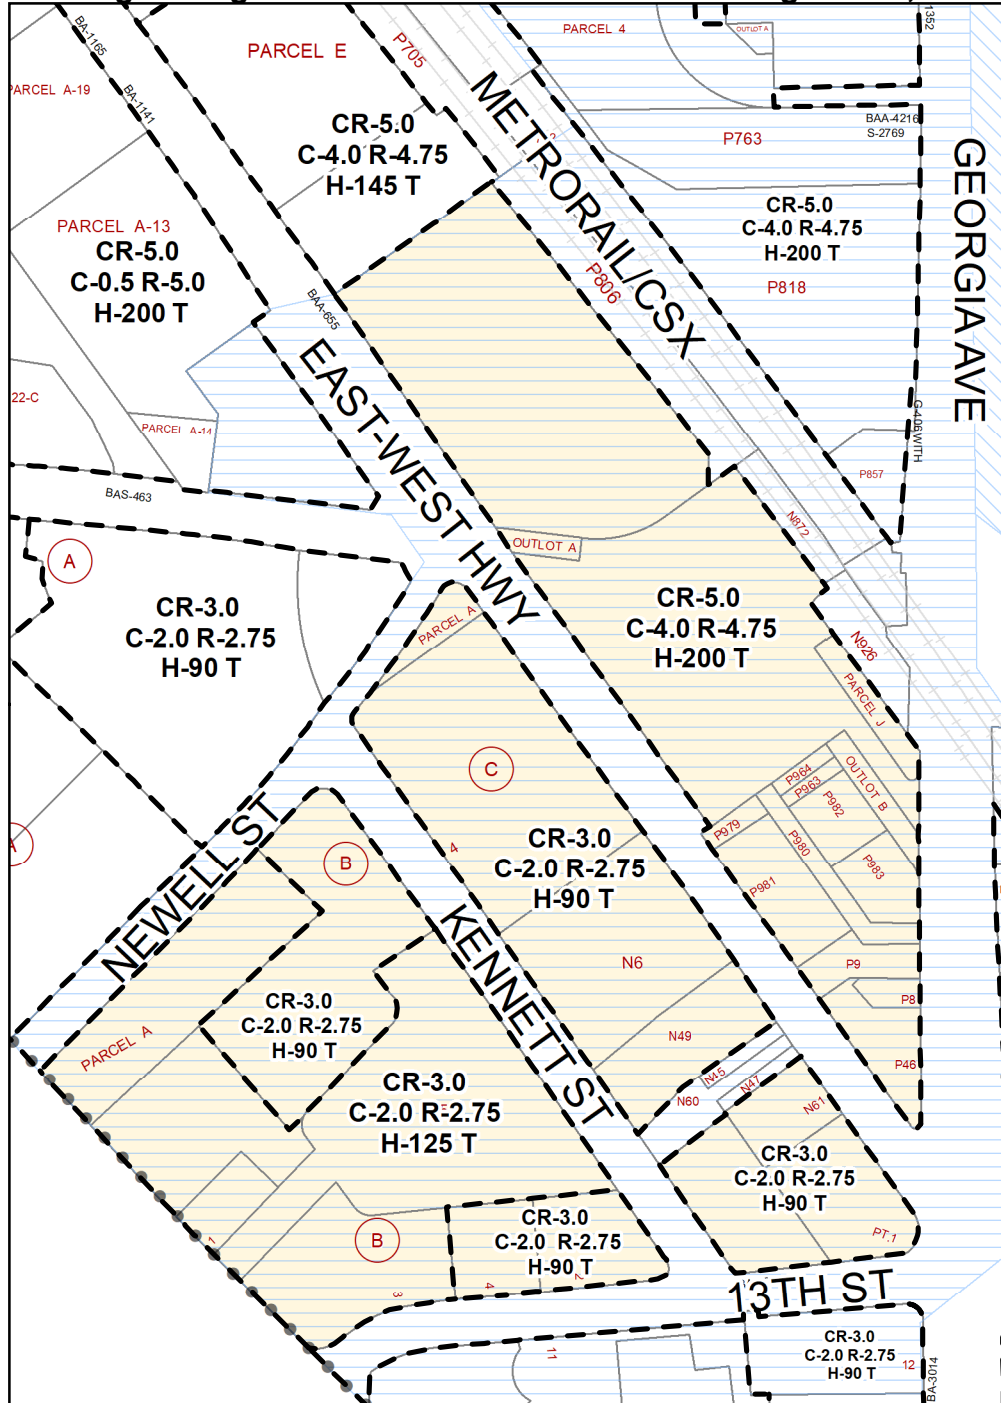 PARCEL 4
OUTLOT A
1352
BA-1165
PARCEL E
P705
PARCEL A-19
BA-1141
METRORAIL/CSX
CR-5.0
C-4.0 R-4.75
H-145 T
BAA-4216
S-2769
P763
GEORGIA AVE
PARCEL A-13
CR-5.0
C-0.5 R-5.0
H-200 T
CR-5.0
C-4.0 R-4.75
H-200 T
P818
P806
BAA-655
EAST-WEST HWY
22-C
PARCEL A-14
G-406 WITH
P857
BAS-463
N872
OUTLOT A
A
CR-3.0
C-2.0 R-2.75
H-90 T
CR-5.0
C-4.0 R-4.75
H-200 T
PARCEL A
N926
PARCEL J
C
P964
P963
OUTLOT B
P982
NEWELL ST
P979
P980
B
4
CR-3.0
C-2.0 R-2.75
H-90 T
P983
P981
KENNETT ST
N6
P9
P8
CR-3.0
C-2.0 R-2.75
H-90 T
PARCEL A
N49
P46
CR-3.0
C-2.0 R-2.75
H-125 T
N45
N47
N60
N61
CR-3.0
C-2.0 R-2.75
H-90 T
1
B
CR-3.0
C-2.0 R-2.75
H-90 T
PT.1
3
4
2
13TH ST
11
CR-3.0
C-2.0 R-2.75
H-90 T
12
BA-3014